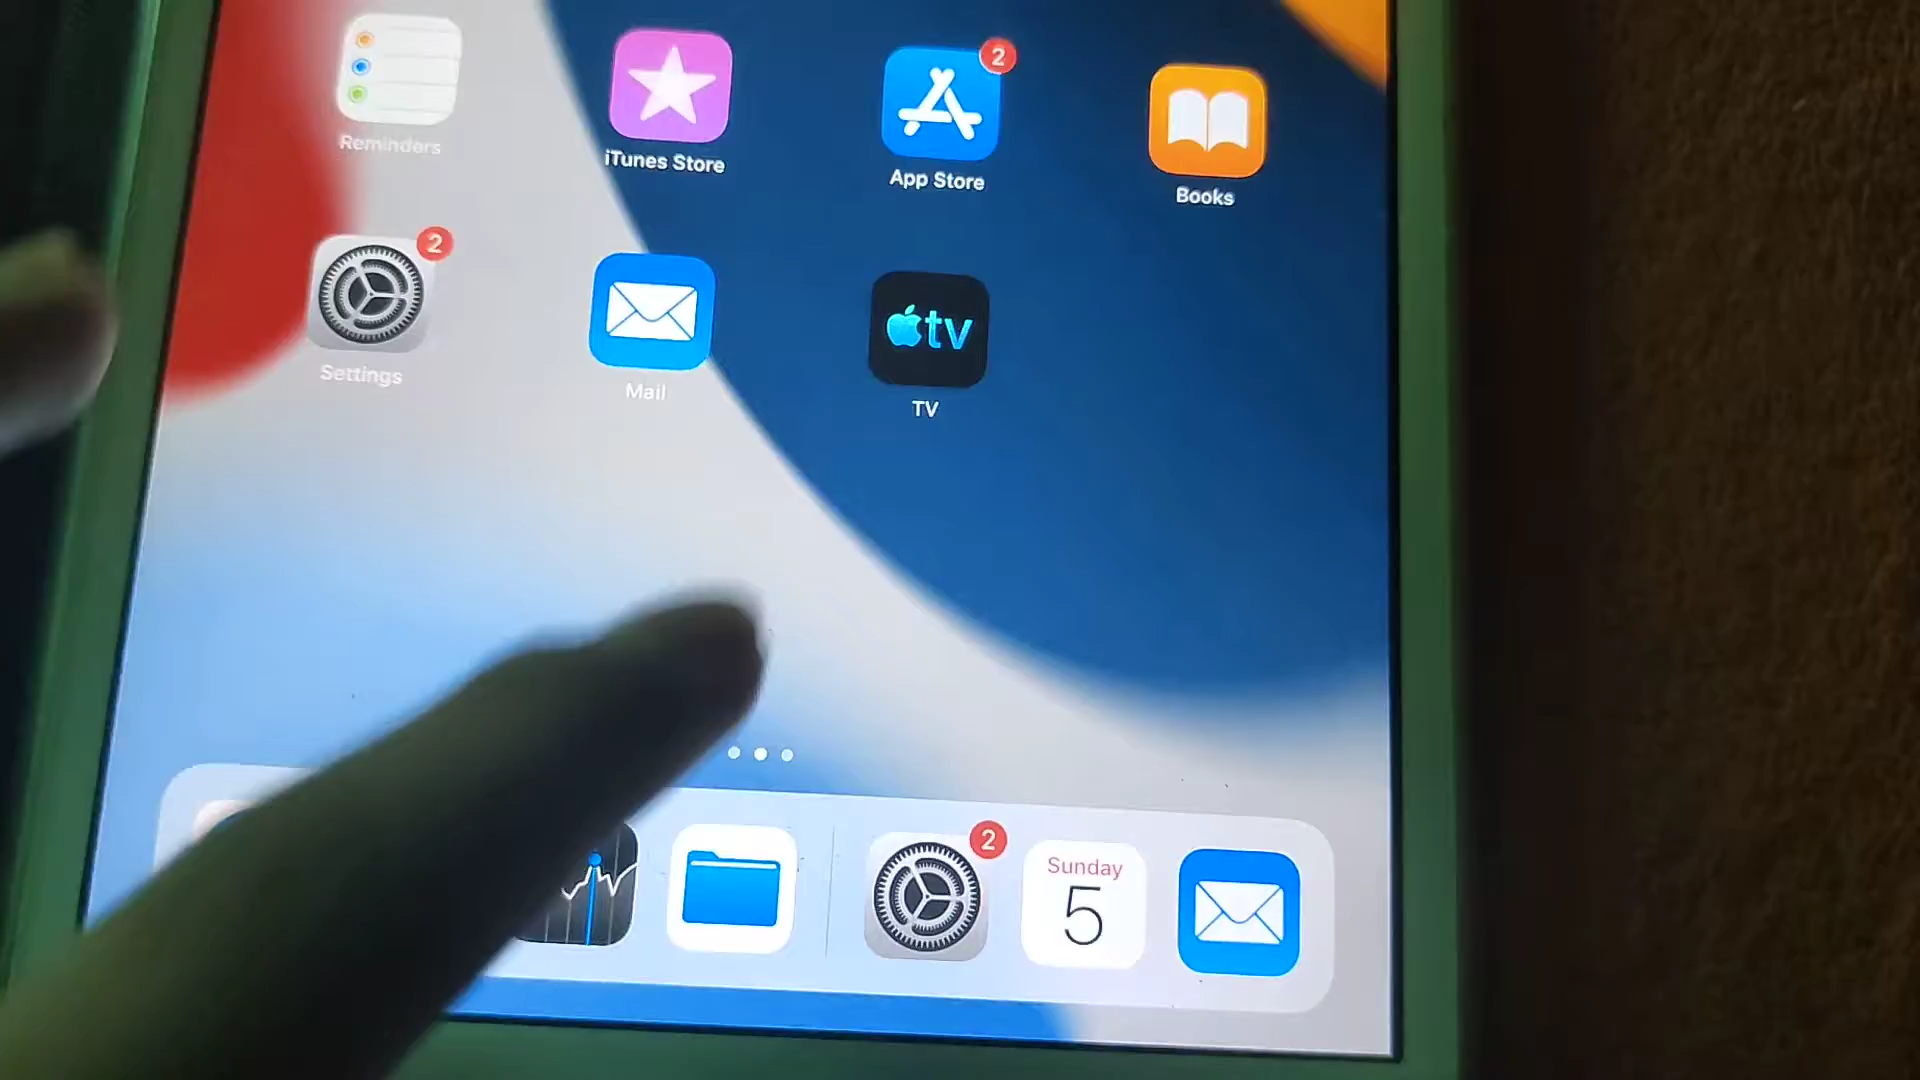 2
Reminders
iTunes Store
App Store
Books
2
tv
Settings
Mail
TV
2
Sunday
5